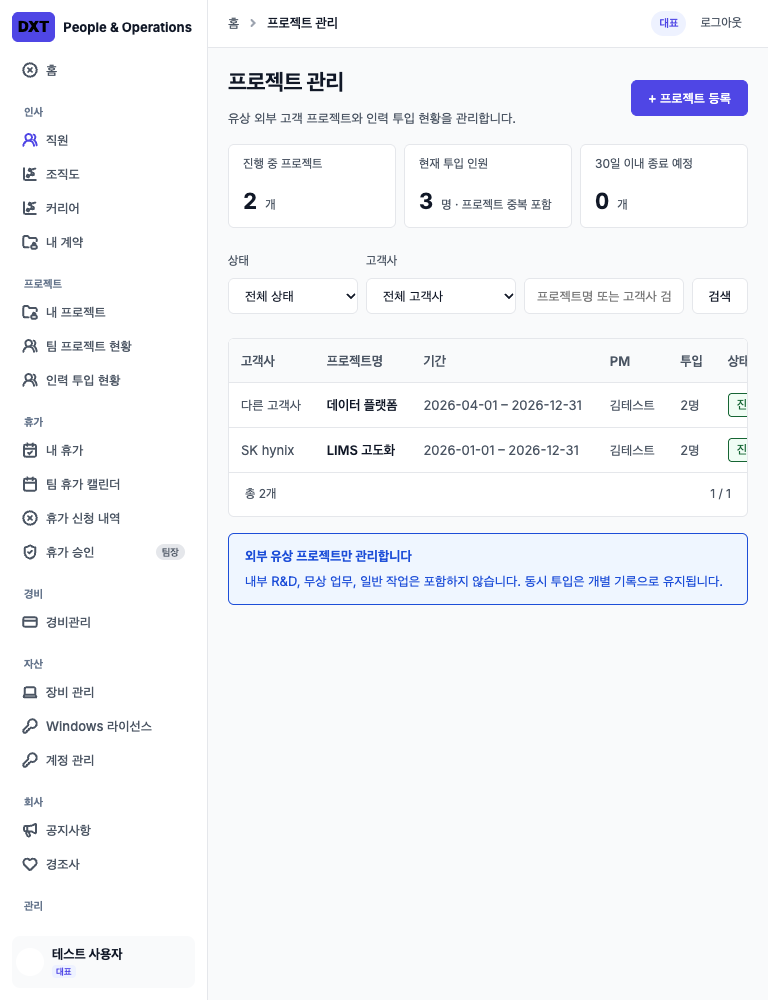 DXT People & Operations
홈
인사
직원
조직도
커리어
내 계약
프로젝트
내 프로젝트
팀 프로젝트 현황
인력 투입 현황
휴가
내 휴가
팀 휴가 캘린더
휴가 신청 내역
휴가 승인 팀장
경비
경비관리
자산
장비 관리
Windows 라이선스
계정 관리
회사
공지사항
경조사
관리
테스트 사용자
대표
홈 > 프로젝트 관리
대표 로그아웃
프로젝트 관리
유상 외부 고객 프로젝트와 인력 투입 현황을 관리합니다.
+ 프로젝트 등록
진행 중 프로젝트
2 개
현재 투입 인원
3 명 · 프로젝트 중복 포함
30일 이내 종료 예정
0 개
상태 고객사
전체 상태 전체 고객사 프로젝트명 또는 고객사 검 검색
고객사 프로젝트명 기간 PM 투입 상태
다른 고객사 데이터 플랫폼 2026-04-01 – 2026-12-31 김테스트 2명 진
SK hynix LIMS 고도화 2026-01-01 – 2026-12-31 김테스트 2명 진
총 2개 1 / 1
외부 유상 프로젝트만 관리합니다
내부 R&D, 무상 업무, 일반 작업은 포함하지 않습니다. 동시 투입은 개별 기록으로 유지됩니다.